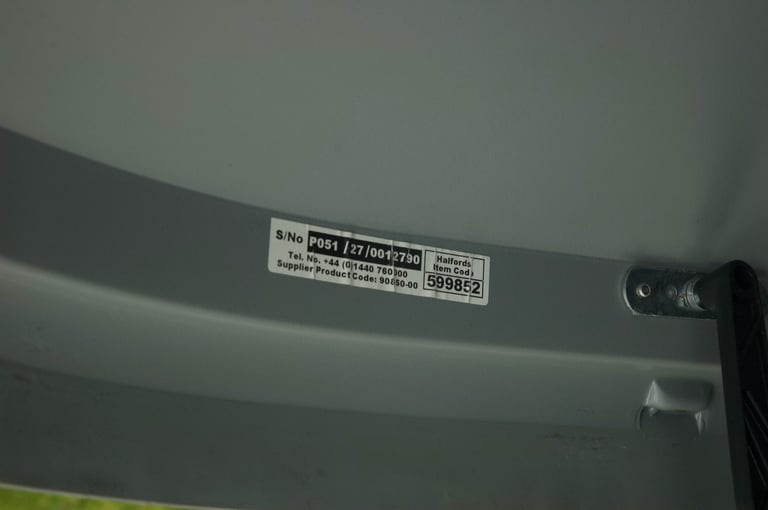 S/No P051 / 27 / 0012790
Tel. No. +44 (0)1440 760000
Supplier Product Code: 90850-00
Halfords
Item Code
599852